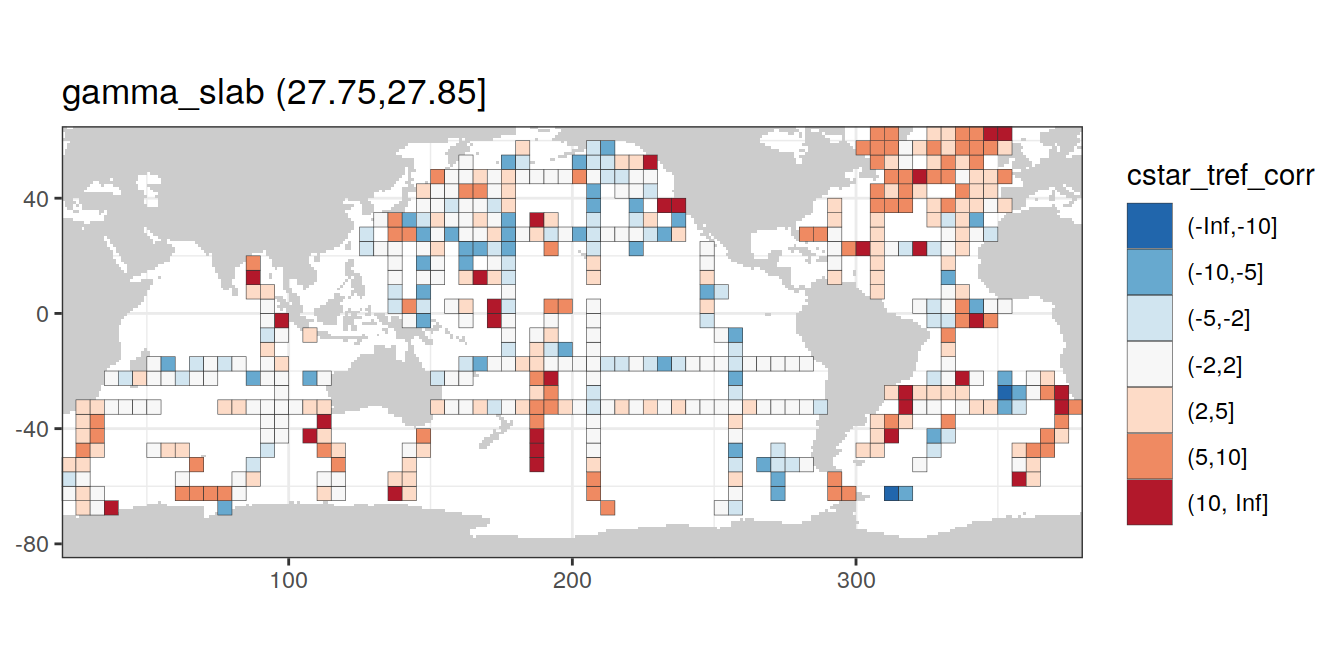 gamma_slab (27.75,27.85]
cstar_tref_corr
(-Inf,-10]
(-10,-5]
(-5,-2]
(-2,2]
(2,5]
(5,10]
(10, Inf]
40
0
-40
-80
100 200 300